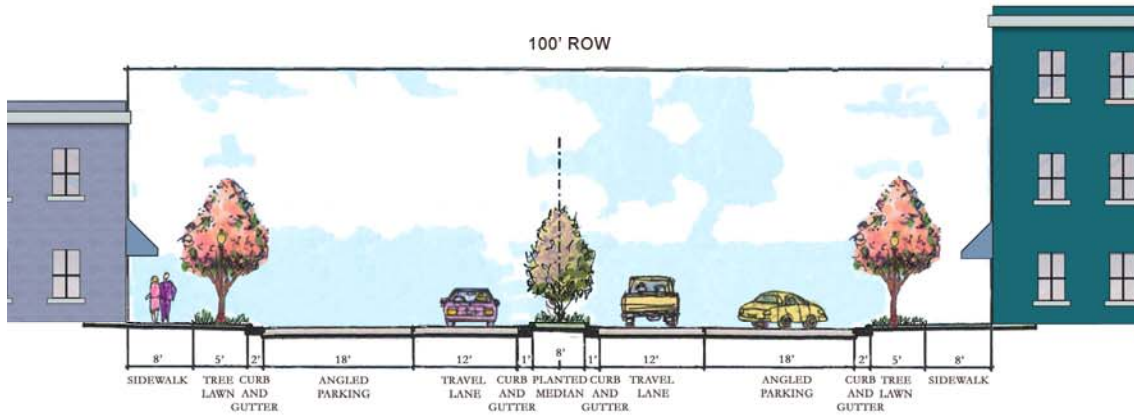 100' ROW
8' 5' 2' 18' 12' 1' 8' 1' 12' 18' 2' 5' 8'
SIDEWALK TREE CURB ANGLED TRAVEL CURB PLANTED CURB TRAVEL ANGLED CURB TREE SIDEWALK
LAWN AND PARKING LANE AND MEDIAN AND LANE PARKING AND LAWN
GUTTER GUTTER GUTTER GUTTER